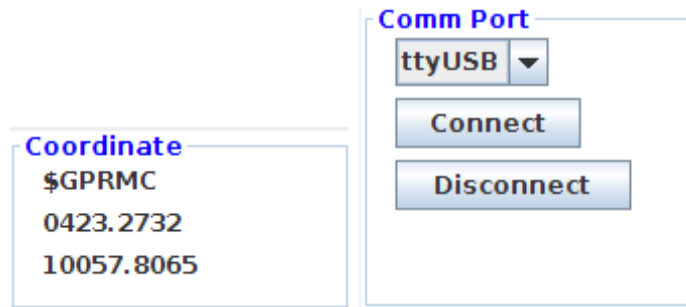 Coordinate
$GPRMC
0423.2732
10057.8065
Comm Port
ttyUSB
Connect
Disconnect